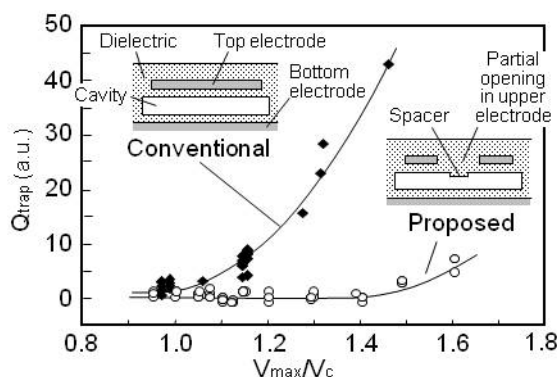 50
40
30
20
10
0
Qtrap (a.u.)
Dielectric
Top electrode
Bottom
electrode
Cavity
Conventional
Partial
opening
in upper
electrode
Spacer
Proposed
0.8
1.0
1.2
1.4
1.6
1.8
Vmax/Vc